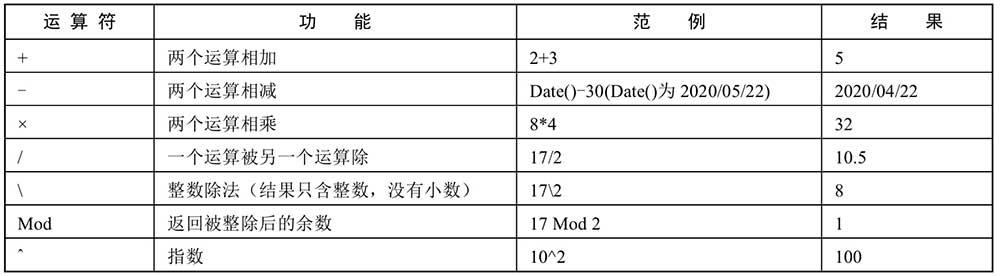 运 算 符 功 能 范 例 结 果
+ 两个运算相加 2+3 5
- 两个运算相减 Date()-30(Date()为 2020/05/22) 2020/04/22
× 两个运算相乘 8*4 32
/ 一个运算被另一个运算除 17/2 10.5
\ 整数除法（结果只含整数，没有小数） 17\2 8
Mod 返回被整除后的余数 17 Mod 2 1
ˆ 指数 10^2 100